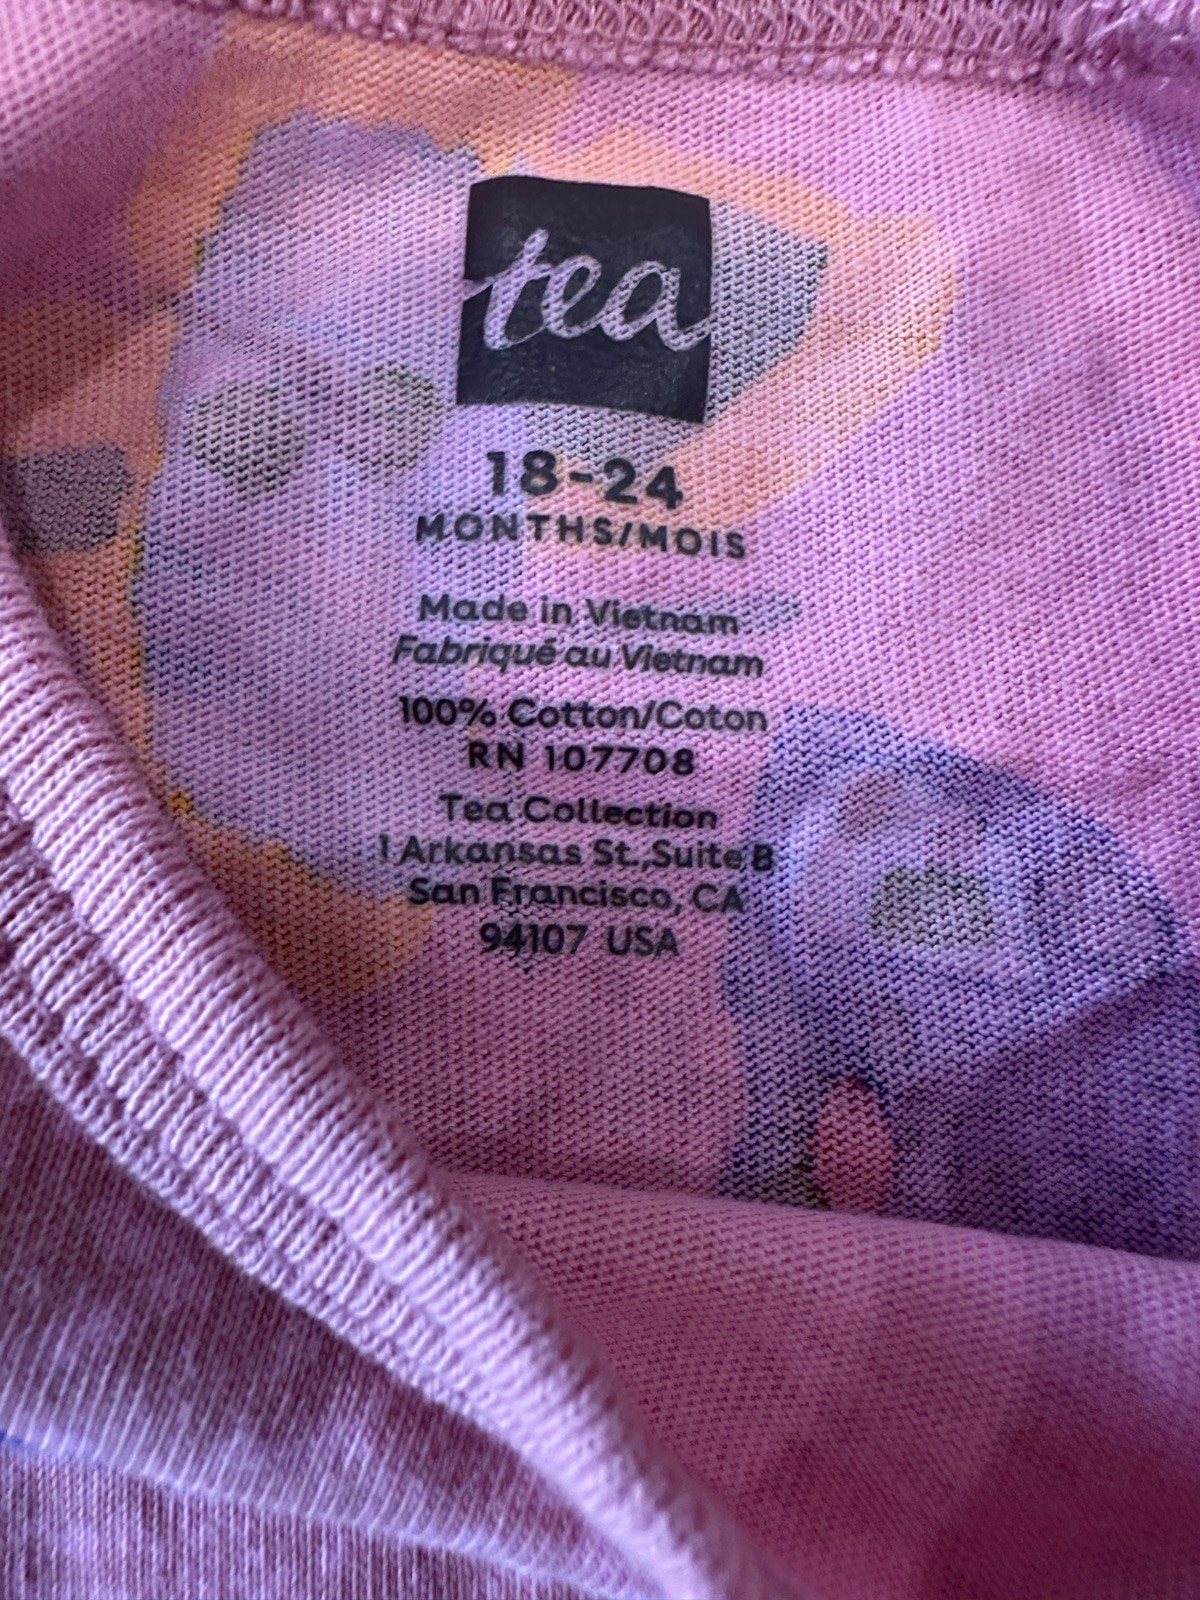 tea
18-24
MONTHS/MOIS
Made in Vietnam
Fabriqué au Vietnam
100% Cotton/Coton
RN 107708
Tea Collection
1 Arkansas St.,Suite B
San Francisco, CA
94107 USA